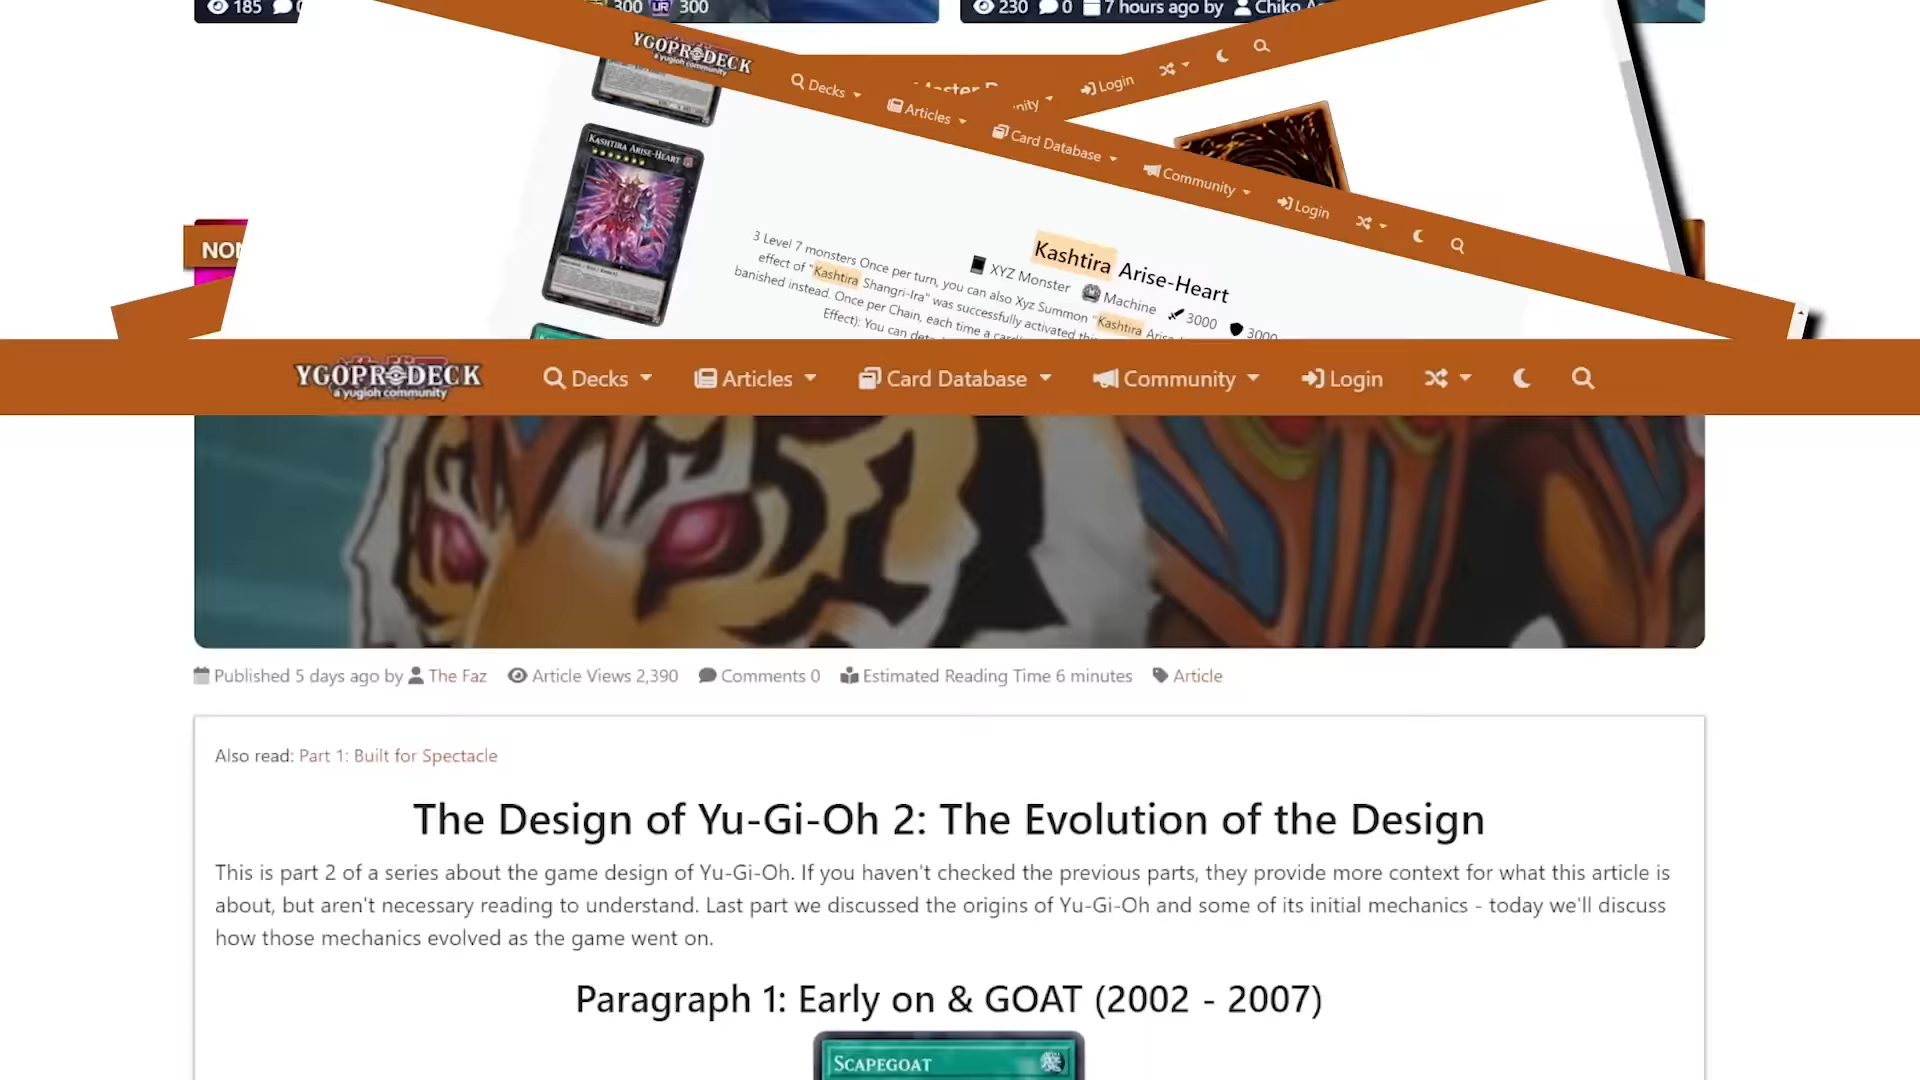 185
300 UR 300
230 0 7 hours ago by Chiko
YGOPRODECK
a yugioh community
Decks
Articles
Card Database
Community
Login
Login
KASHTIRA ARISE-HEART
Kashtira Arise-Heart
XYZ Monster Machine 3000 3000
3 Level 7 monsters Once per turn, you can also Xyz Summon "Kashtira
effect of "Kashtira Shangri-Ira" was successfully activated this
banished instead. Once per Chain, each time a card
Effect): You can
YGOPRODECK
a yugioh community
Decks Articles Card Database Community Login
Published 5 days ago by The Faz Article Views 2,390 Comments 0 Estimated Reading Time 6 minutes Article
Also read: Part 1: Built for Spectacle
The Design of Yu-Gi-Oh 2: The Evolution of the Design
This is part 2 of a series about the game design of Yu-Gi-Oh. If you haven't checked the previous parts, they provide more context for what this article is
about, but aren't necessary reading to understand. Last part we discussed the origins of Yu-Gi-Oh and some of its initial mechanics - today we'll discuss
how those mechanics evolved as the game went on.
Paragraph 1: Early on & GOAT (2002 - 2007)
SCAPEGOAT